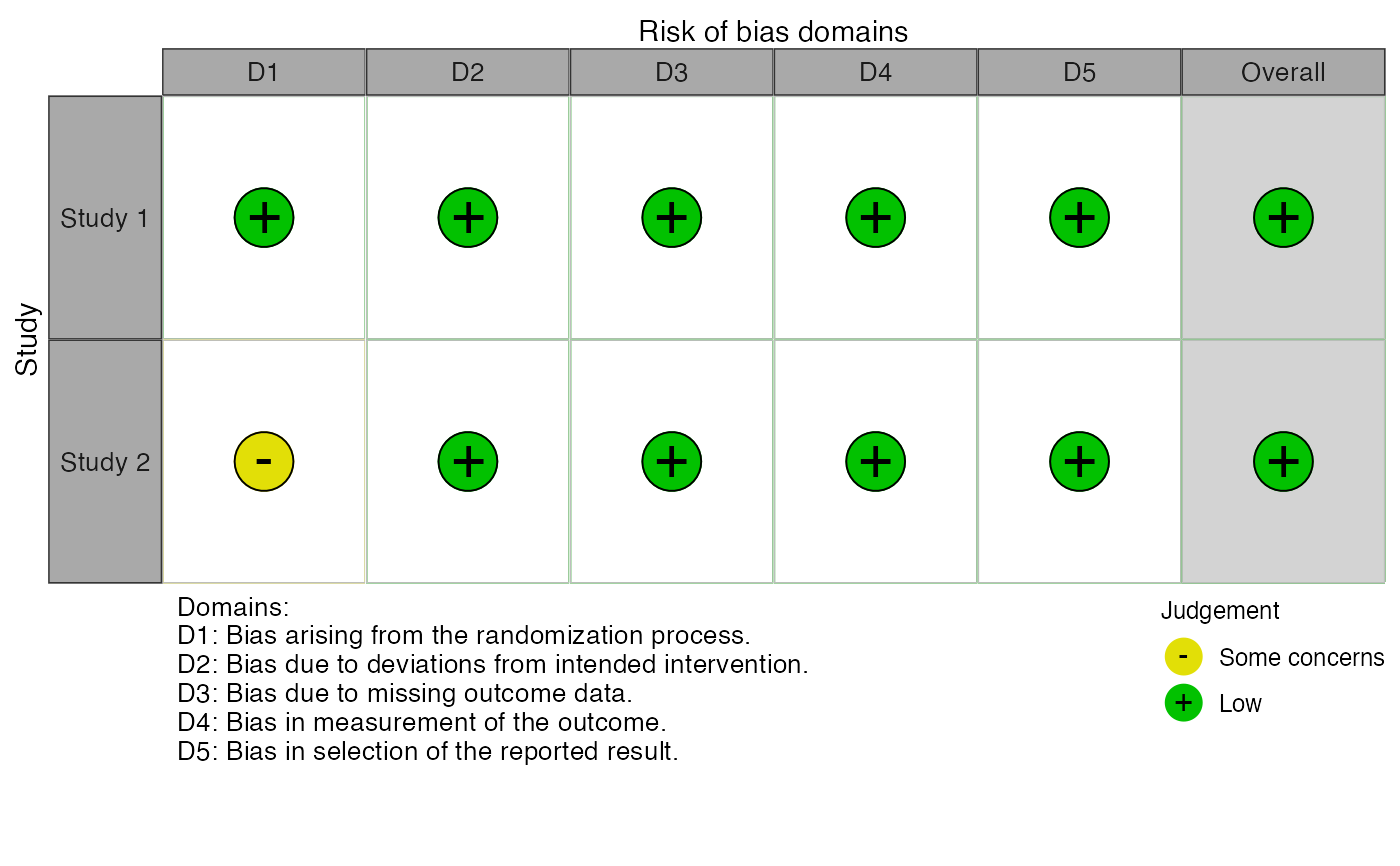 Risk of bias domains
D1 D2 D3 D4 D5 Overall
Study
Study 1 + + + + + +
Study 2 - + + + + +
Domains:
D1: Bias arising from the randomization process.
D2: Bias due to deviations from intended intervention.
D3: Bias due to missing outcome data.
D4: Bias in measurement of the outcome.
D5: Bias in selection of the reported result.
Judgement
- Some concerns
+ Low